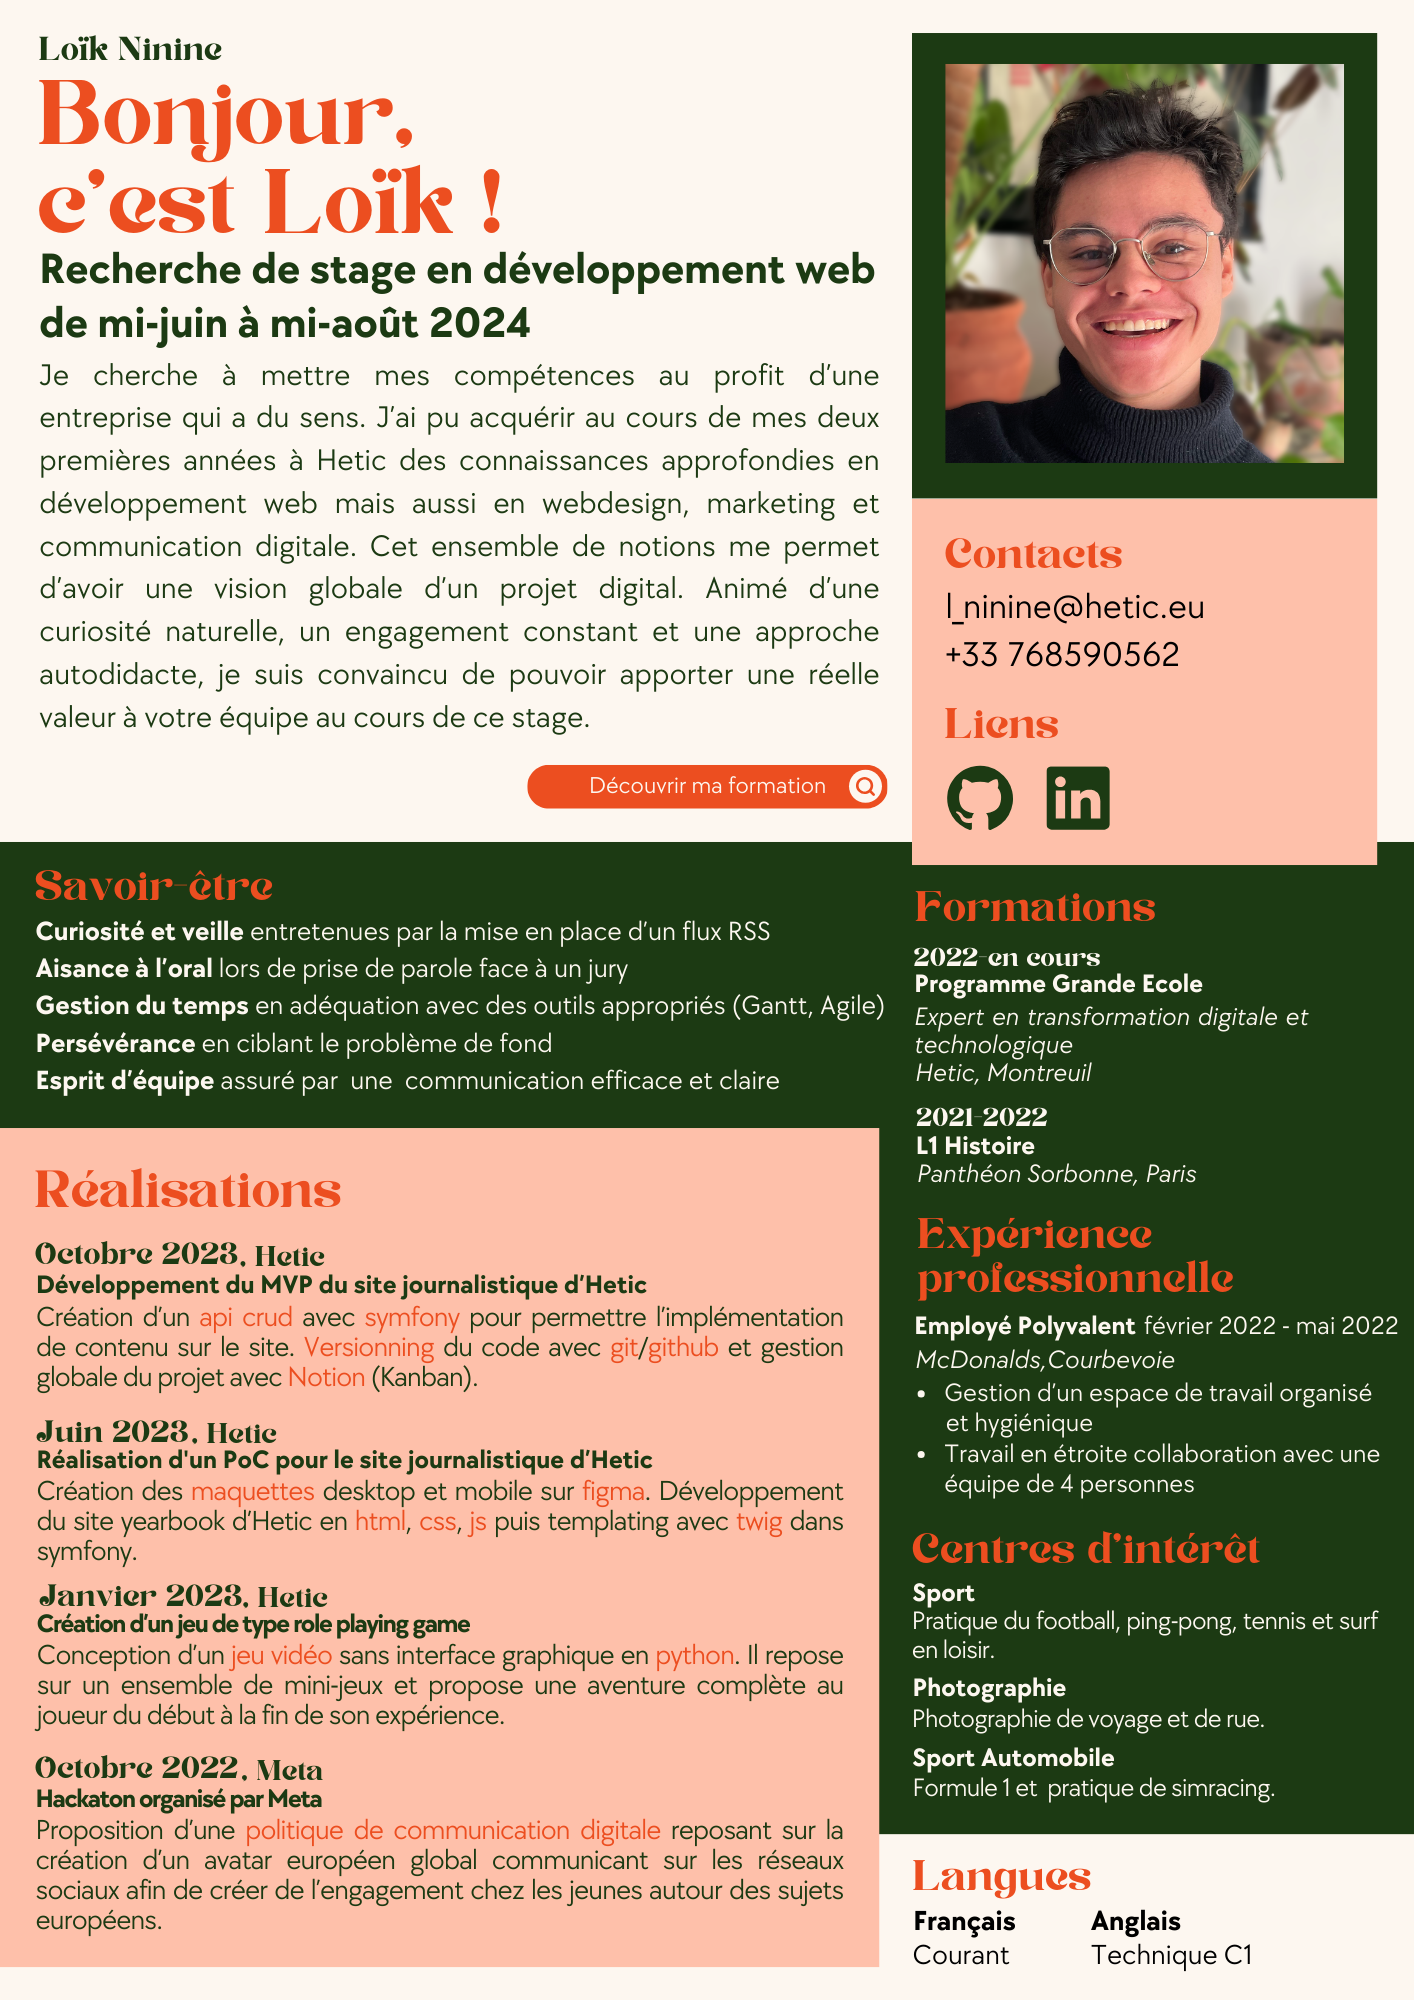 Loïk Ninine
Bonjour,
c'est Loïk !
Recherche de stage en développement web
de mi-juin à mi-août 2024
Je cherche à mettre mes compétences au profit d'une
entreprise qui a du sens. J'ai pu acquérir au cours de mes deux
premières années à Hetic des connaissances approfondies en
développement web mais aussi en webdesign, marketing et
communication digitale. Cet ensemble de notions me permet
d'avoir une vision globale d'un projet digital. Animé d'une
curiosité naturelle, un engagement constant et une approche
autodidacte, je suis convaincu de pouvoir apporter une réelle
valeur à votre équipe au cours de ce stage.
Découvrir ma formation
Contacts
l_ninine@hetic.eu
+33 768590562
Liens
in
Savoir-être
Curiosité et veille entretenues par la mise en place d'un flux RSS
Aisance à l'oral lors de prise de parole face à un jury
Gestion du temps en adéquation avec des outils appropriés (Gantt, Agile)
Persévérance en ciblant le problème de fond
Esprit d'équipe assuré par une communication efficace et claire
Réalisations
Octobre 2023, Hetic
Développement du MVP du site journalistique d'Hetic
Création d'un api crud avec symfony pour permettre l'implémentation
de contenu sur le site. Versionning du code avec git/github et gestion
globale du projet avec Notion (Kanban).
Juin 2023, Hetic
Réalisation d'un PoC pour le site journalistique d'Hetic
Création des maquettes desktop et mobile sur figma. Développement
du site yearbook d'Hetic en html, css, js puis templating avec twig dans
symfony.
Janvier 2023, Hetic
Création d'un jeu de type role playing game
Conception d'un jeu vidéo sans interface graphique en python. Il repose
sur un ensemble de mini-jeux et propose une aventure complète au
joueur du début à la fin de son expérience.
Octobre 2022, Meta
Hackaton organisé par Meta
Proposition d'une politique de communication digitale reposant sur la
création d'un avatar européen global communicant sur les réseaux
sociaux afin de créer de l'engagement chez les jeunes autour des sujets
européens.
Formations
2022-en cours
Programme Grande Ecole
Expert en transformation digitale et
technologique
Hetic, Montreuil
2021-2022
L1 Histoire
Panthéon Sorbonne, Paris
Expérience
professionnelle
Employé Polyvalent février 2022 - mai 2022
McDonalds,Courbevoie
• Gestion d'un espace de travail organisé
et hygiénique
• Travail en étroite collaboration avec une
équipe de 4 personnes
Centres d'intérêt
Sport
Pratique du football, ping-pong, tennis et surf
en loisir.
Photographie
Photographie de voyage et de rue.
Sport Automobile
Formule 1 et pratique de simracing.
Langues
Français Anglais
Courant Technique C1